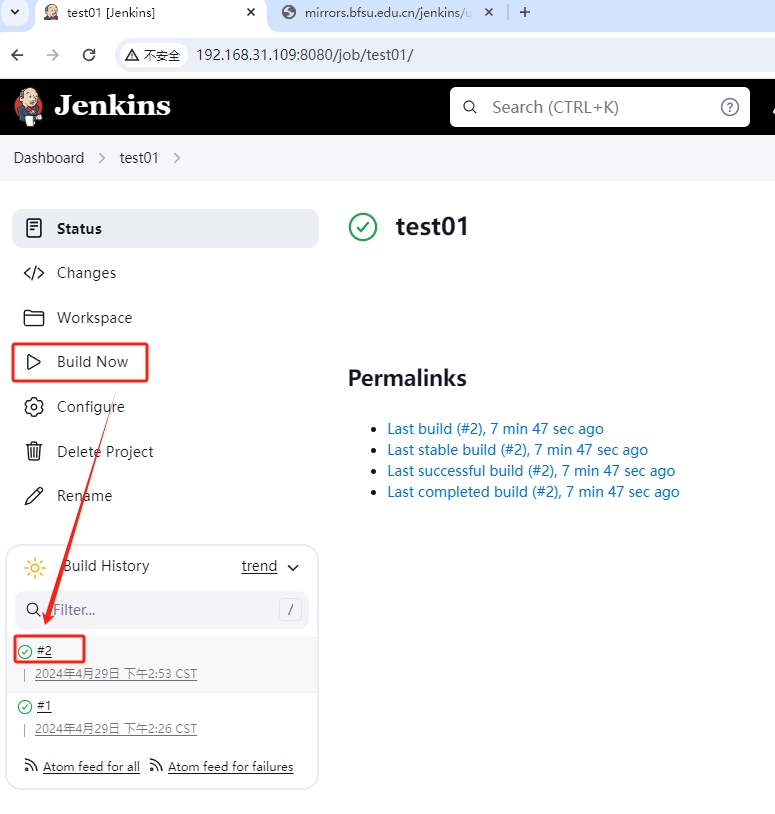 test01 [Jenkins]
mirrors.bfsu.edu.cn/jenkins/u
不安全
192.168.31.109:8080/job/test01/
Jenkins
Search (CTRL+K)
Dashboard
test01
Status
test01
Changes
Workspace
Build Now
Permalinks
Configure
Last build (#2), 7 min 47 sec ago
Delete Project
Last stable build (#2), 7 min 47 sec ago
Last successful build (#2), 7 min 47 sec ago
Rename
Last completed build (#2), 7 min 47 sec ago
Build History
trend
Filter...
/
#2
2024年4月29日 下午2:53 CST
#1
2024年4月29日 下午2:26 CST
Atom feed for all
Atom feed for failures